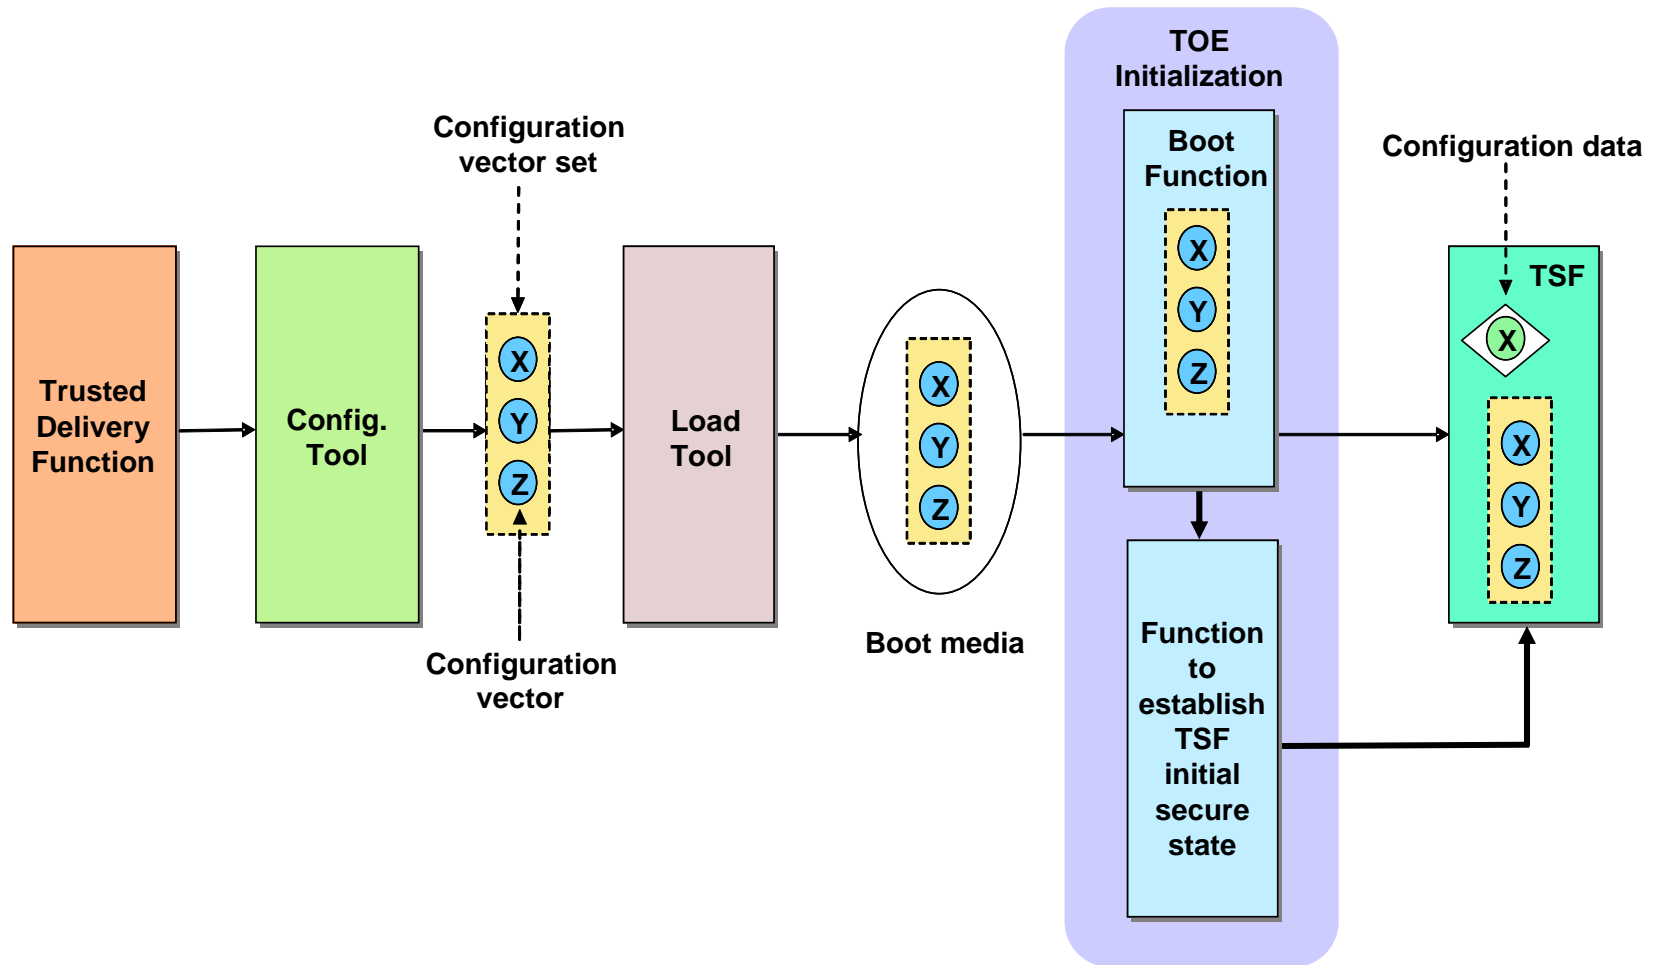 TOE
Initialization
Configuration
vector set
Boot
Function
Configuration data
X
Y
Z
TSF
X
Trusted
Delivery
Function
Config.
Tool
X
Y
Z
Load
Tool
X
Y
Z
X
Y
Z
Boot media
Configuration
vector
Function
to
establish
TSF
initial
secure
state